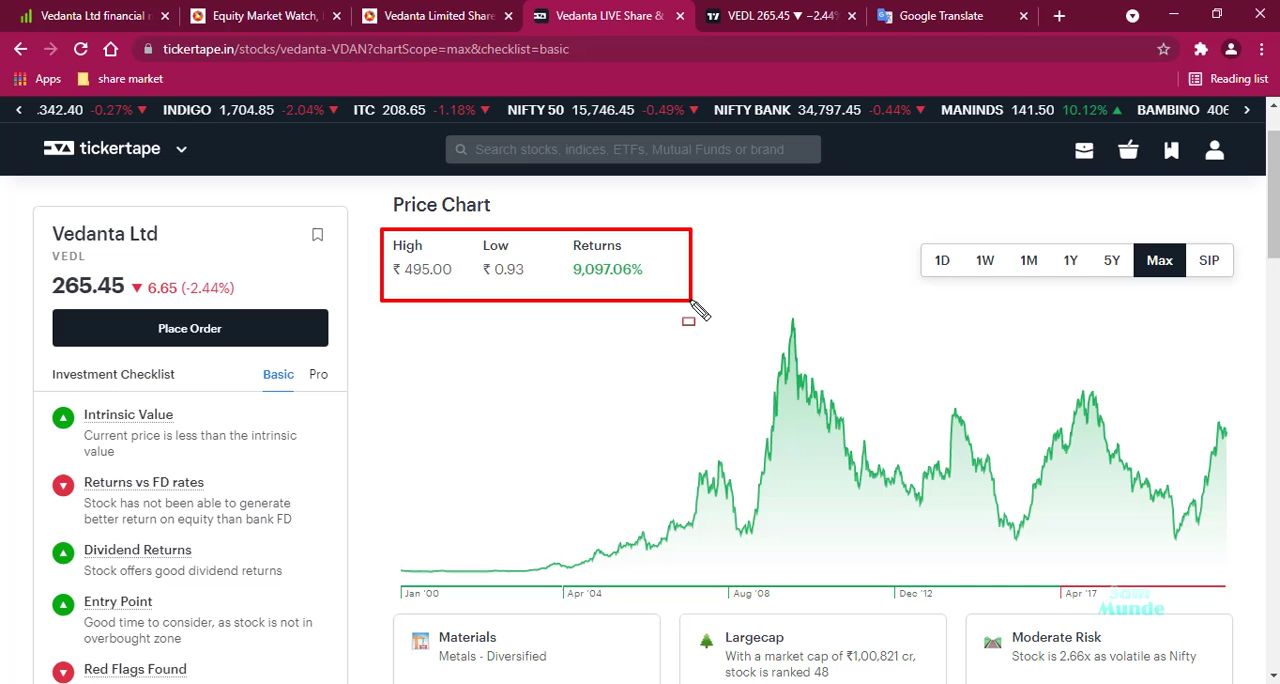 Vedanta Ltd financial r
Equity Market Watch,
Vedanta Limited Share
Vedanta LIVE Share &
VEDL 265.45 ▼ −2.44%
Google Translate
tickertape.in/stocks/vedanta-VDAN?chartScope=max&checklist=basic
Apps share market Reading list
.342.40 -0.27% ▼ INDIGO 1,704.85 -2.04% ▼ ITC 208.65 -1.18% ▼ NIFTY 50 15,746.45 -0.49% ▼ NIFTY BANK 34,797.45 -0.44% ▼ MANINDS 141.50 10.12% ▲ BAMBINO 406
tickertape
Search stocks, indices, ETFs, Mutual Funds or brand
Vedanta Ltd
VEDL
265.45 ▼ 6.65 (-2.44%)
Place Order
Investment Checklist Basic Pro
Intrinsic Value
Current price is less than the intrinsic
value
Returns vs FD rates
Stock has not been able to generate
better return on equity than bank FD
Dividend Returns
Stock offers good dividend returns
Entry Point
Good time to consider, as stock is not in
overbought zone
Red Flags Found
Price Chart
High Low Returns
₹ 495.00 ₹ 0.93 9,097.06%
1D 1W 1M 1Y 5Y Max SIP
Jan '00 Apr '04 Aug '08 Dec '12 Apr '17
Sam
Munde
Materials
Metals - Diversified
Largecap
With a market cap of ₹1,00,821 cr,
stock is ranked 48
Moderate Risk
Stock is 2.66x as volatile as Nifty